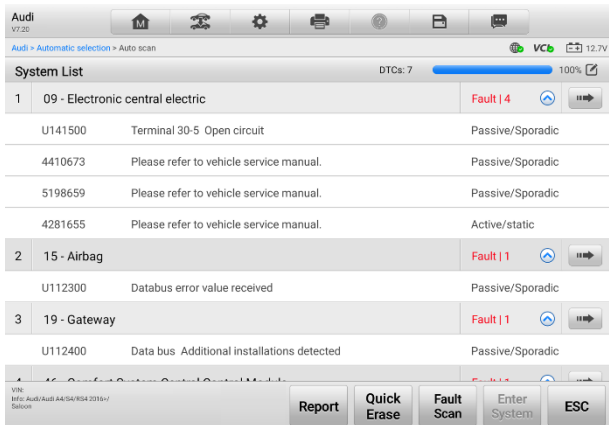 Audi
V7.20
M
?
Audi > Automatic selection > Auto scan
VCI 12.7V
System List DTCs: 7 100%
1 09 - Electronic central electric Fault | 4
U141500 Terminal 30-5 Open circuit Passive/Sporadic
4410673 Please refer to vehicle service manual. Passive/Sporadic
5198659 Please refer to vehicle service manual. Passive/Sporadic
4281655 Please refer to vehicle service manual. Active/static
2 15 - Airbag Fault | 1
U112300 Databus error value received Passive/Sporadic
3 19 - Gateway Fault | 1
U112400 Data bus Additional installations detected Passive/Sporadic
VIN:
Info: Audi/Audi A4/S4/RS4 2016>/
Saloon
Report
Quick Erase
Fault Scan
Enter System
ESC